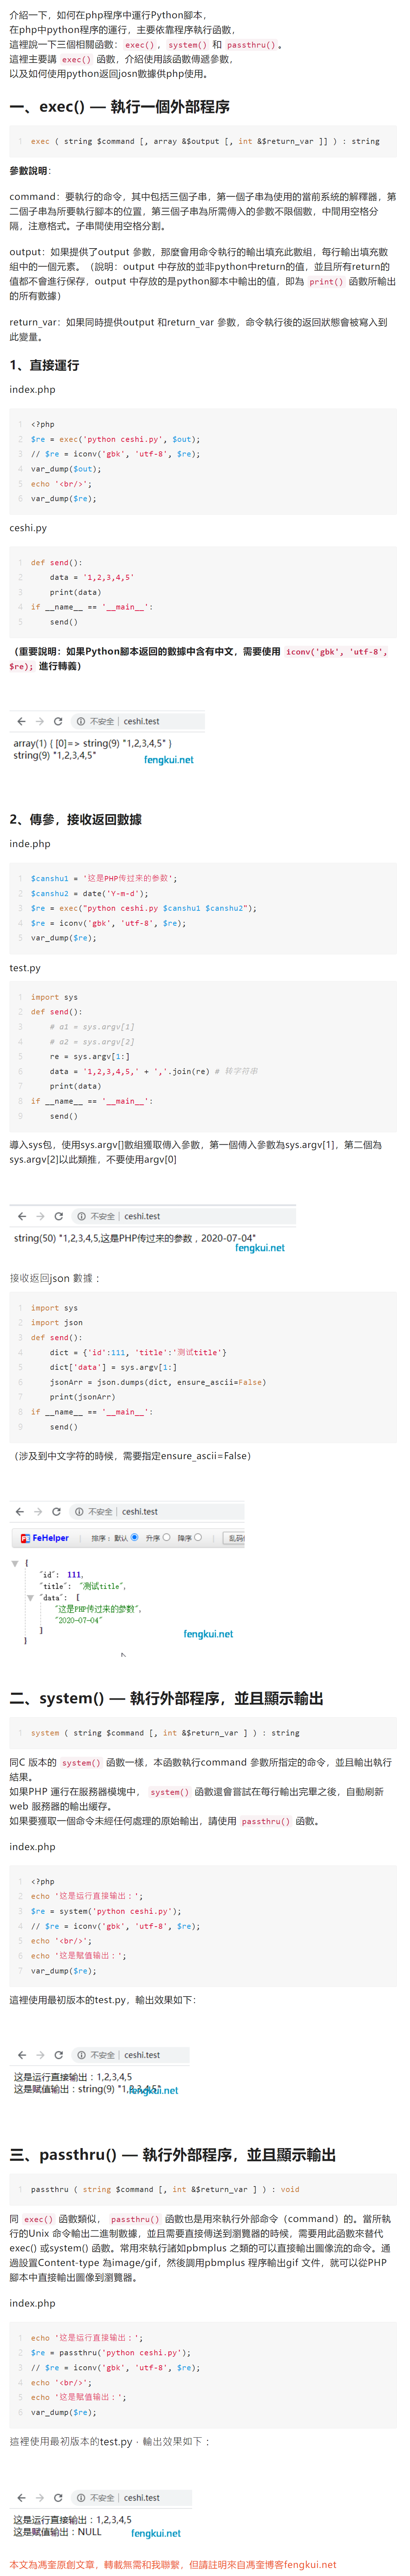 介紹一下，如何在php程序中運行Python腳本，
在php中python程序的運行，主要依靠程序執行函數，
這裡說一下三個相關函數：exec()，system() 和 passthru()。
這裡主要講 exec() 函數，介紹使用該函數傳遞參數，
以及如何使用python返回josn數據供php使用。
一、exec() — 執行一個外部程序
1 exec ( string $command [, array &$output [, int &$return_var ]] ) : string
參數說明：
command：要執行的命令，其中包括三個子串，第一個子串為使用的當前系統的解釋器，第
二個子串為所要執行腳本的位置，第三個子串為所需傳入的參數不限個數，中間用空格分
隔，注意格式。子串間使用空格分割。
output：如果提供了output 參數，那麼會用命令執行的輸出填充此數組，每行輸出填充數
組中的一個元素。（說明：output 中存放的並非python中return的值，並且所有return的
值都不會進行保存，output 中存放的是python腳本中輸出的值，即為 print() 函數所輸出
的所有數據）
return_var：如果同時提供output 和return_var 參數，命令執行後的返回狀態會被寫入到
此變量。
1、直接運行
index.php
1 <?php
2 $re = exec('python ceshi.py', $out);
3 // $re = iconv('gbk', 'utf-8', $re);
4 var_dump($out);
5 echo '<br/>';
6 var_dump($re);
ceshi.py
1 def send():
2     data = '1,2,3,4,5'
3     print(data)
4 if __name__ == '__main__':
5     send()
（重要說明：如果Python腳本返回的數據中含有中文，需要使用 iconv('gbk', 'utf-8',
$re); 進行轉義）
不安全 | ceshi.test
array(1) { [0]=> string(9) "1,2,3,4,5" }
string(9) "1,2,3,4,5"
fengkui.net
2、傳參，接收返回數據
inde.php
1 $canshu1 = '这是PHP传过来的参数';
2 $canshu2 = date('Y-m-d');
3 $re = exec("python ceshi.py $canshu1 $canshu2");
4 $re = iconv('gbk', 'utf-8', $re);
5 var_dump($re);
test.py
1 import sys
2 def send():
3     # a1 = sys.argv[1]
4     # a2 = sys.argv[2]
5     re = sys.argv[1:]
6     data = '1,2,3,4,5,' + ','.join(re) # 转字符串
7     print(data)
8 if __name__ == '__main__':
9     send()
導入sys包，使用sys.argv[]數組獲取傳入參數，第一個傳入參數為sys.argv[1]，第二個為
sys.argv[2]以此類推，不要使用argv[0]
不安全 | ceshi.test
string(50) "1,2,3,4,5,这是PHP传过来的参数，2020-07-04"
fengkui.net
接收返回json 數據：
1 import sys
2 import json
3 def send():
4     dict = {'id':111, 'title':'测试title'}
5     dict['data'] = sys.argv[1:]
6     jsonArr = json.dumps(dict, ensure_ascii=False)
7     print(jsonArr)
8 if __name__ == '__main__':
9     send()
（涉及到中文字符的時候，需要指定ensure_ascii=False）
不安全 | ceshi.test
FeHelper 排序：默认 升序 降序 乱码
{
"id": 111,
"title": "测试title",
"data": [
"这是PHP传过来的参数",
"2020-07-04"
]
}
fengkui.net
二、system() — 執行外部程序，並且顯示輸出
1 system ( string $command [, int &$return_var ] ) : string
同C 版本的 system() 函數一樣，本函數執行command 參數所指定的命令，並且輸出執行
結果。
如果PHP 運行在服務器模塊中， system() 函數還會嘗試在每行輸出完畢之後，自動刷新
web 服務器的輸出緩存。
如果要獲取一個命令未經任何處理的原始輸出，請使用 passthru() 函數。
index.php
1 <?php
2 echo '这是运行直接输出：';
3 $re = system('python ceshi.py');
4 // $re = iconv('gbk', 'utf-8', $re);
5 echo '<br/>';
6 echo '这是赋值输出：';
7 var_dump($re);
這裡使用最初版本的test.py，輸出效果如下：
不安全 | ceshi.test
这是运行直接输出：1,2,3,4,5
这是赋值输出：string(9) "1,2,3,4,5"
fengkui.net
三、passthru() — 執行外部程序，並且顯示輸出
1 passthru ( string $command [, int &$return_var ] ) : void
同 exec() 函數類似， passthru() 函數也是用來執行外部命令（command）的。當所執
行的Unix 命令輸出二進制數據，並且需要直接傳送到瀏覽器的時候，需要用此函數來替代
exec() 或system() 函數。常用來執行諸如pbmplus 之類的可以直接輸出圖像流的命令。通
過設置Content-type 為image/gif，然後調用pbmplus 程序輸出gif 文件，就可以從PHP
腳本中直接輸出圖像到瀏覽器。
index.php
1 echo '这是运行直接输出：';
2 $re = passthru('python ceshi.py');
3 // $re = iconv('gbk', 'utf-8', $re);
4 echo '<br/>';
5 echo '这是赋值输出：';
6 var_dump($re);
這裡使用最初版本的test.py，輸出效果如下：
不安全 | ceshi.test
这是运行直接输出：1,2,3,4,5
这是赋值输出：NULL
fengkui.net
本文為馮奎原創文章，轉載無需和我聯繫，但請註明來自馮奎博客fengkui.net